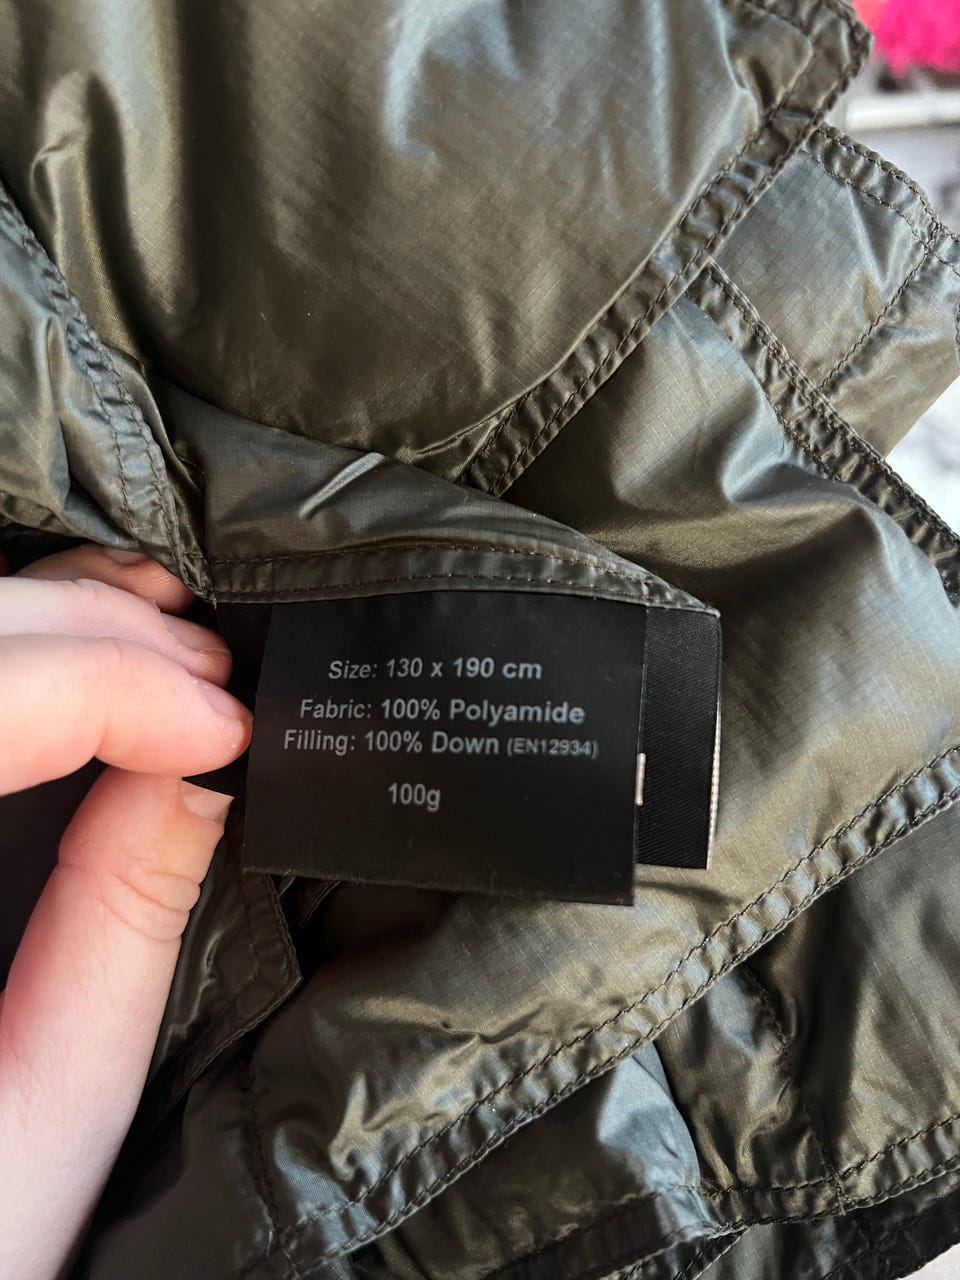 Size: 130 x 190 cm
Fabric: 100% Polyamide
Filling: 100% Down (EN12934)
100g